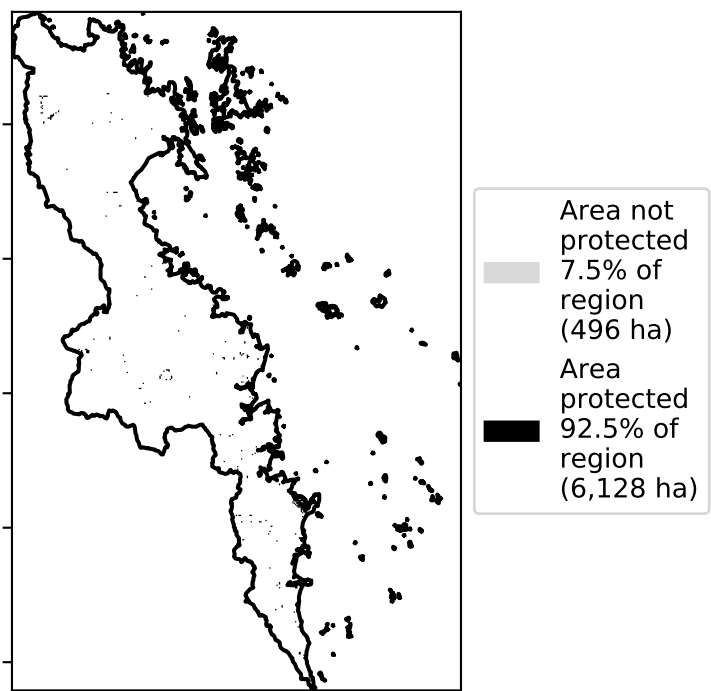 Area not
protected
7.5% of
region
(496 ha)
Area
protected
92.5% of
region
(6,128 ha)